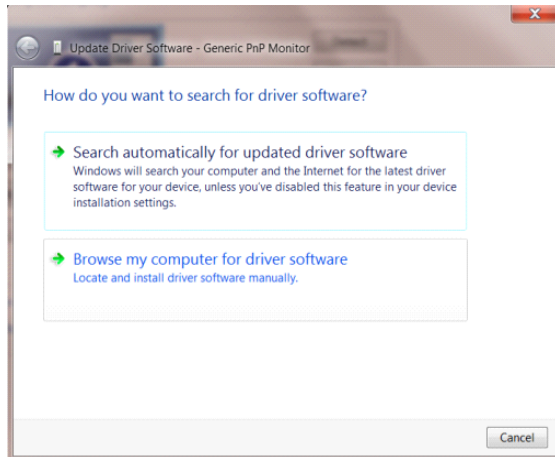 Update Driver Software - Generic PnP Monitor
How do you want to search for driver software?
Search automatically for updated driver software
Windows will search your computer and the Internet for the latest driver
software for your device, unless you've disabled this feature in your device
installation settings.
Browse my computer for driver software
Locate and install driver software manually.
Cancel